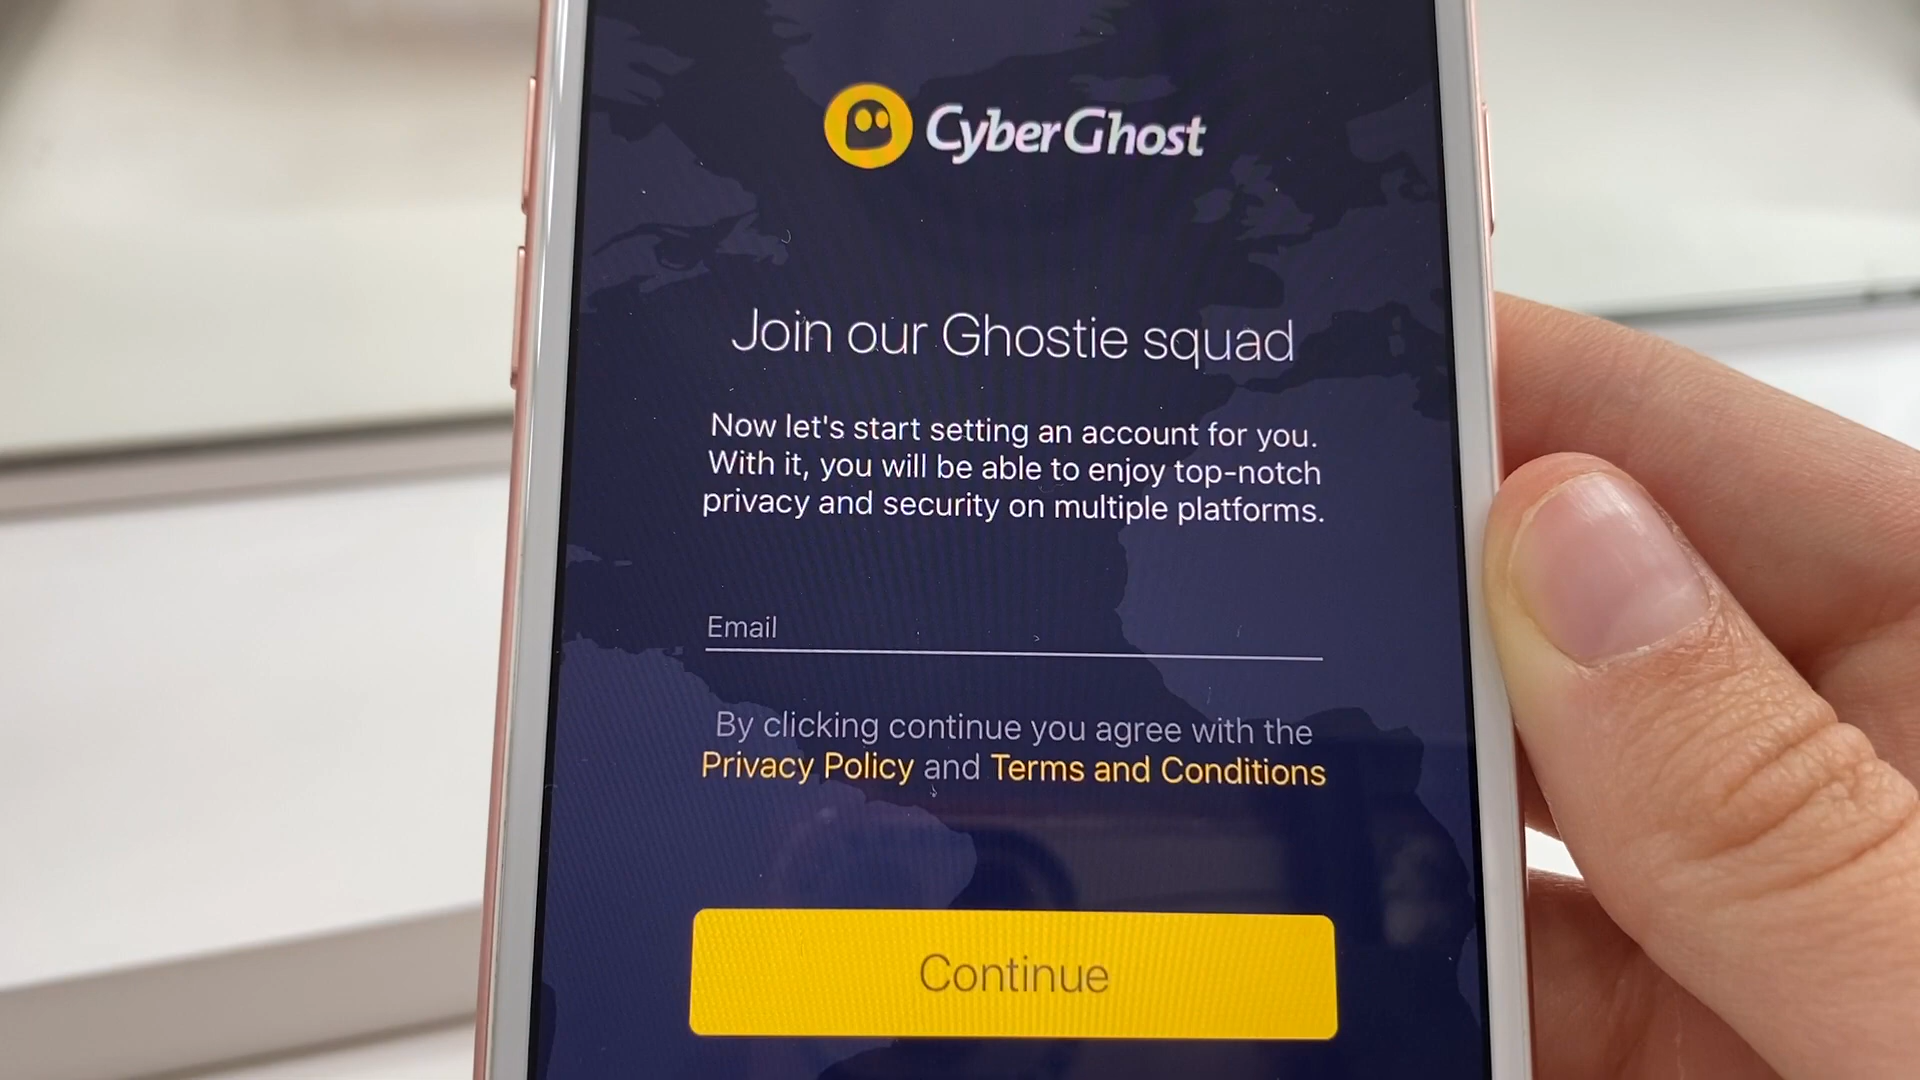 CyberGhost
Join our Ghostie squad
Now let's start setting an account for you.
With it, you will be able to enjoy top-notch
privacy and security on multiple platforms.
Email
By clicking continue you agree with the
Privacy Policy and Terms and Conditions
Continue